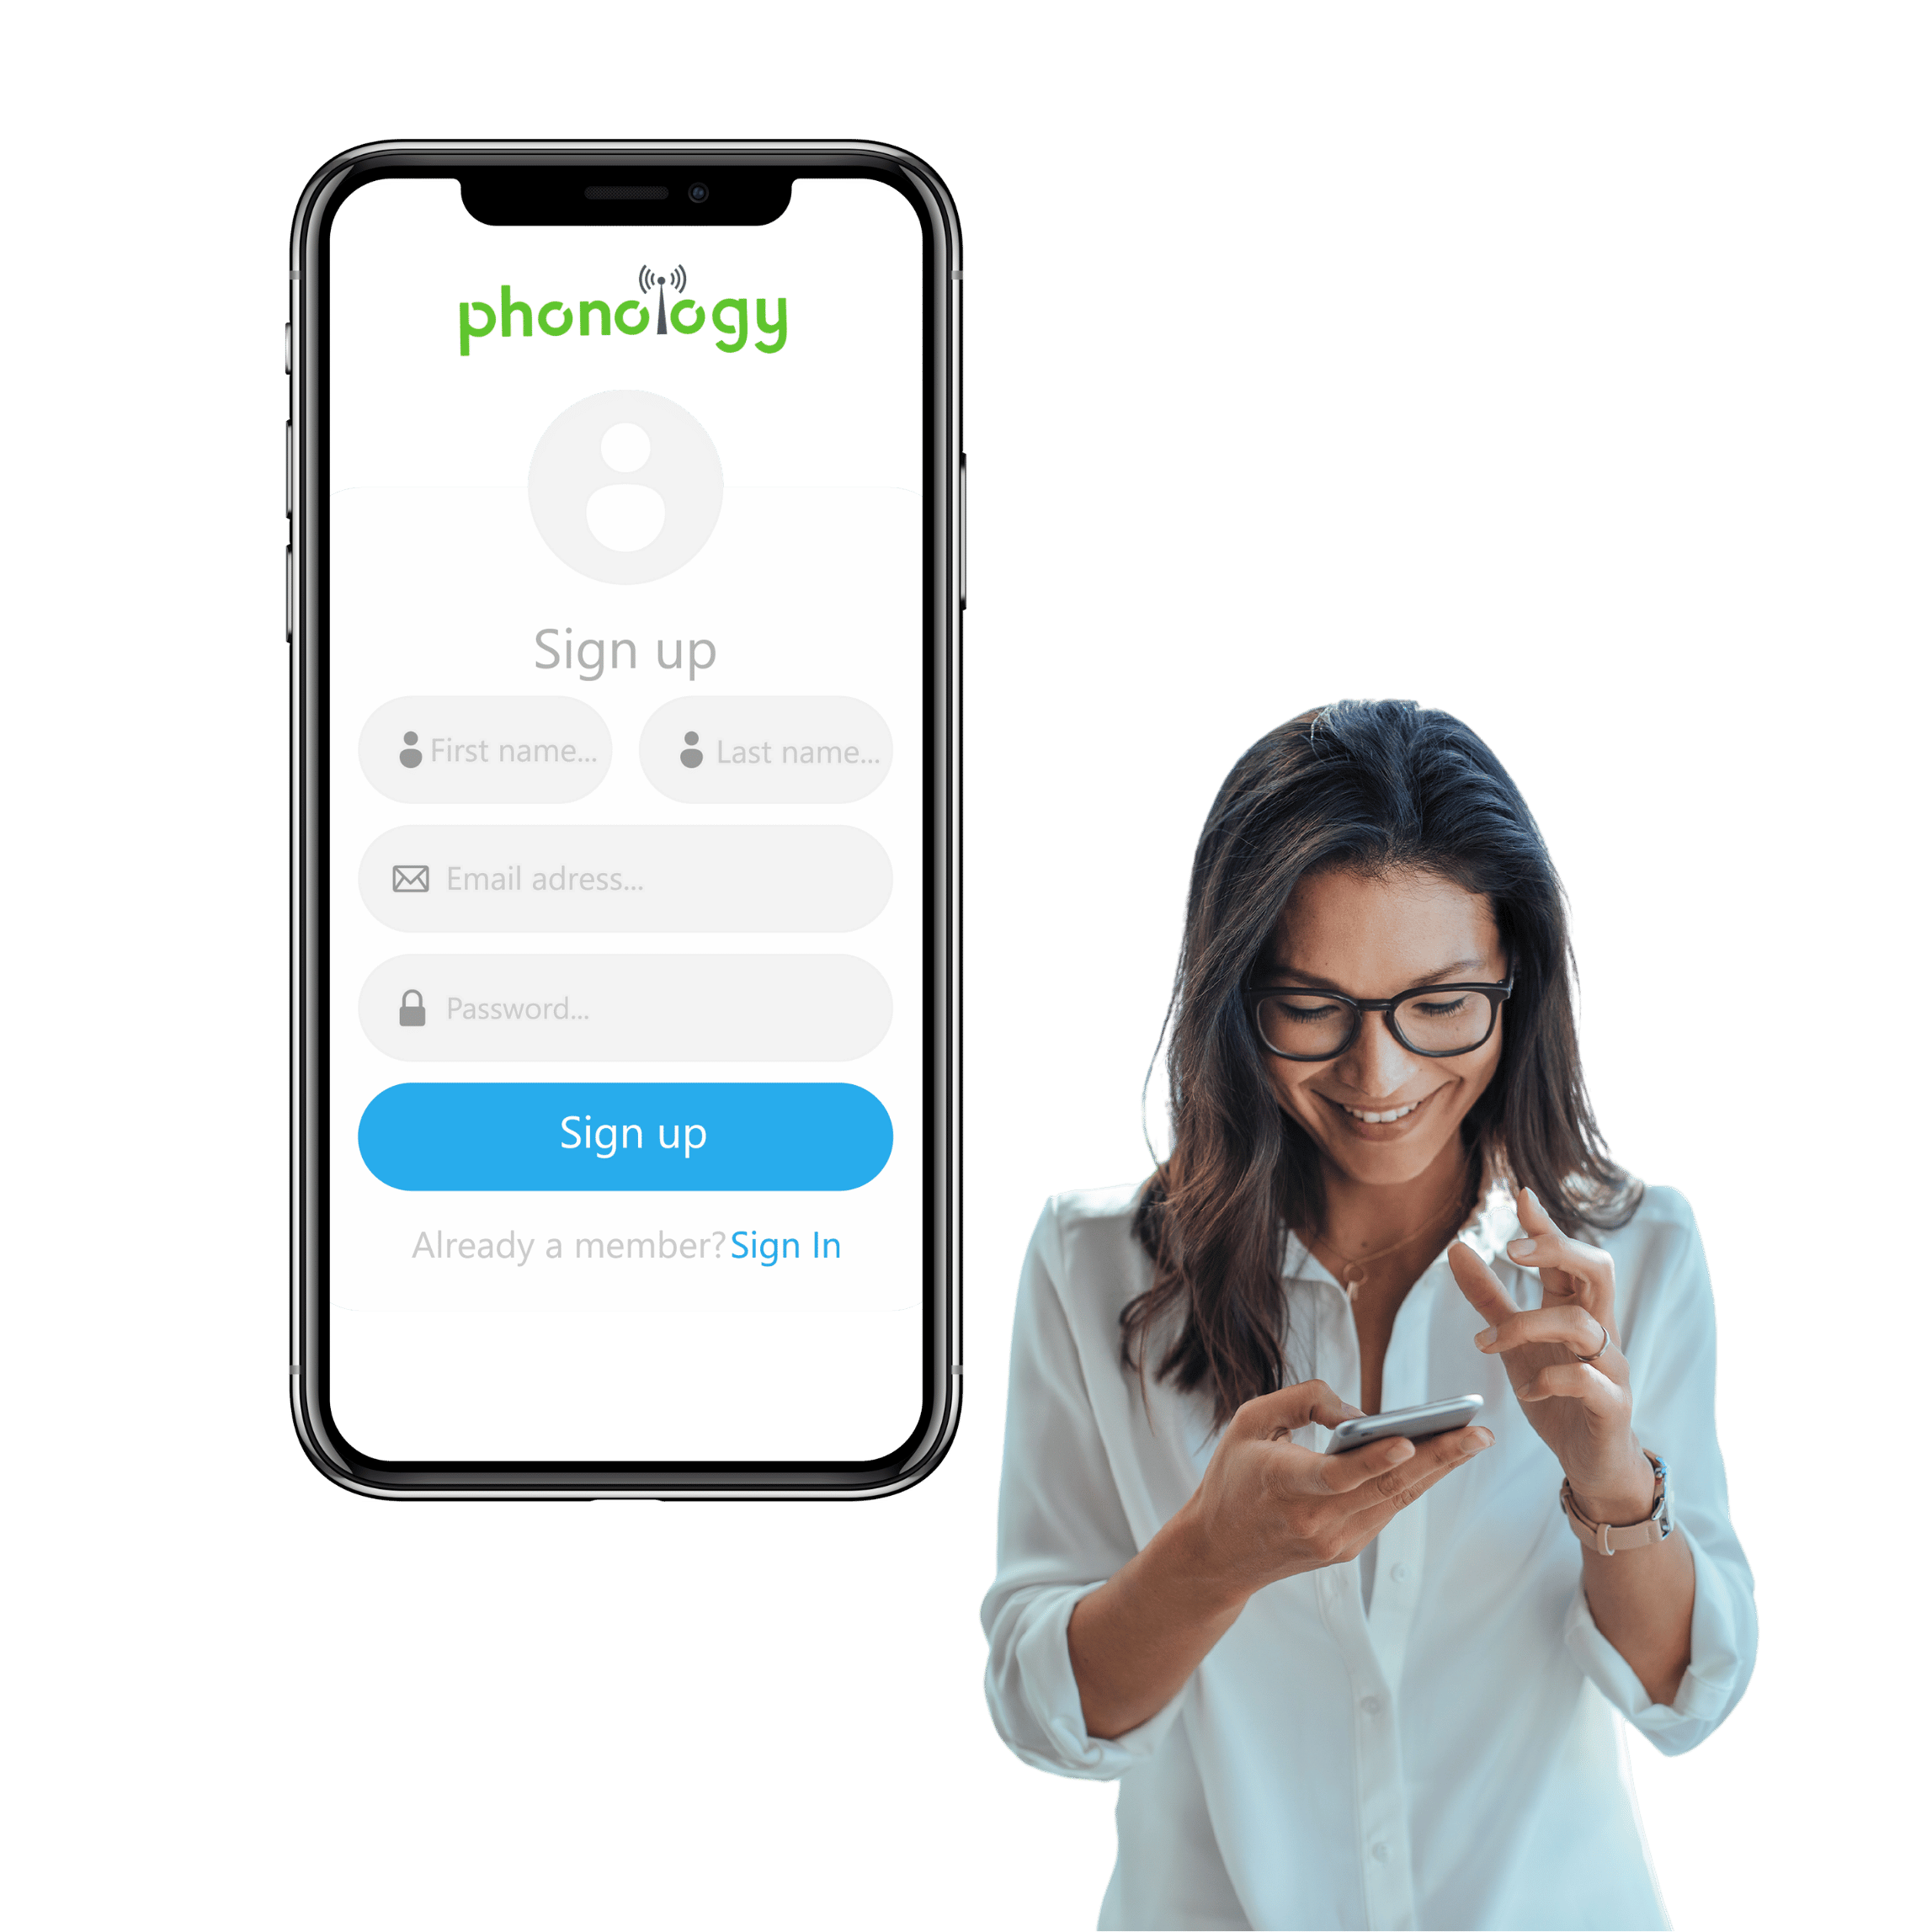 phonology
Sign up
First name... Last name...
Email adress...
Password...
Sign up
Already a member? Sign In